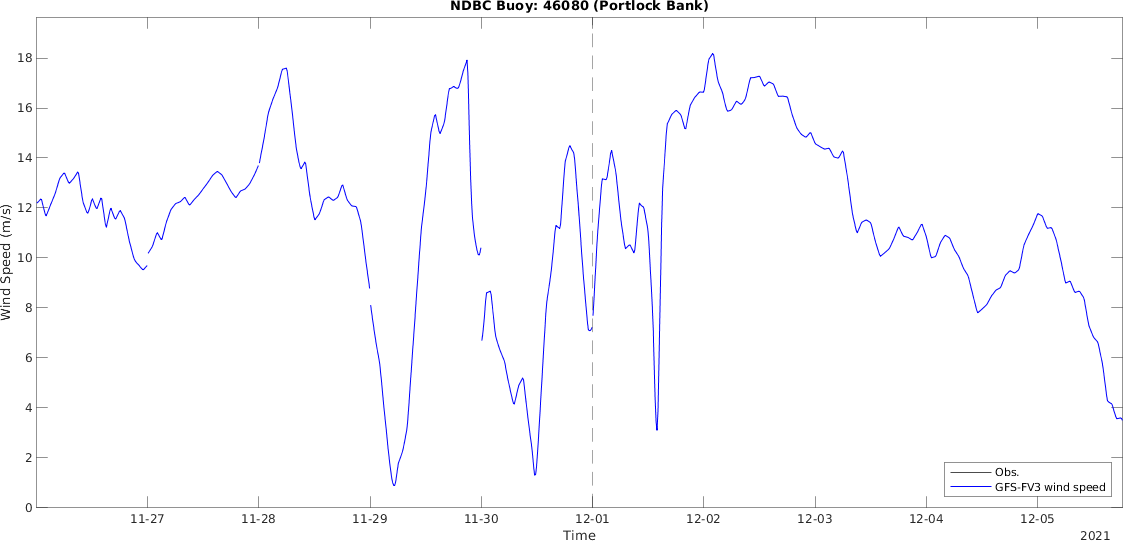 NDBC Buoy: 46080 (Portlock Bank)
18
16
14
12
10
8
6
4
2
0
Wind Speed (m/s)
11-27 11-28 11-29 11-30 12-01 12-02 12-03 12-04 12-05
Time
2021
Obs.
GFS-FV3 wind speed